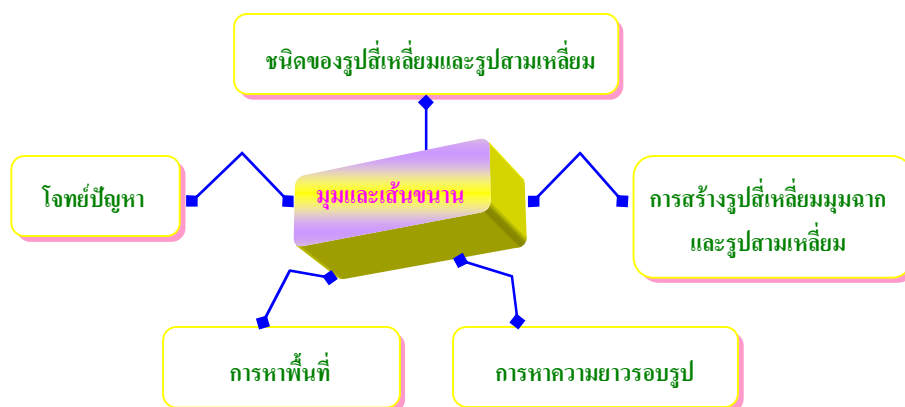 ชนิดของรูปสี่เหลี่ยมและรูปสามเหลี่ยม
โจทย์ปัญหา
มุมและเส้นขนาน
การสร้างรูปสี่เหลี่ยมมุมฉาก
และรูปสามเหลี่ยม
การหาพื้นที่
การหาความยาวรอบรูป